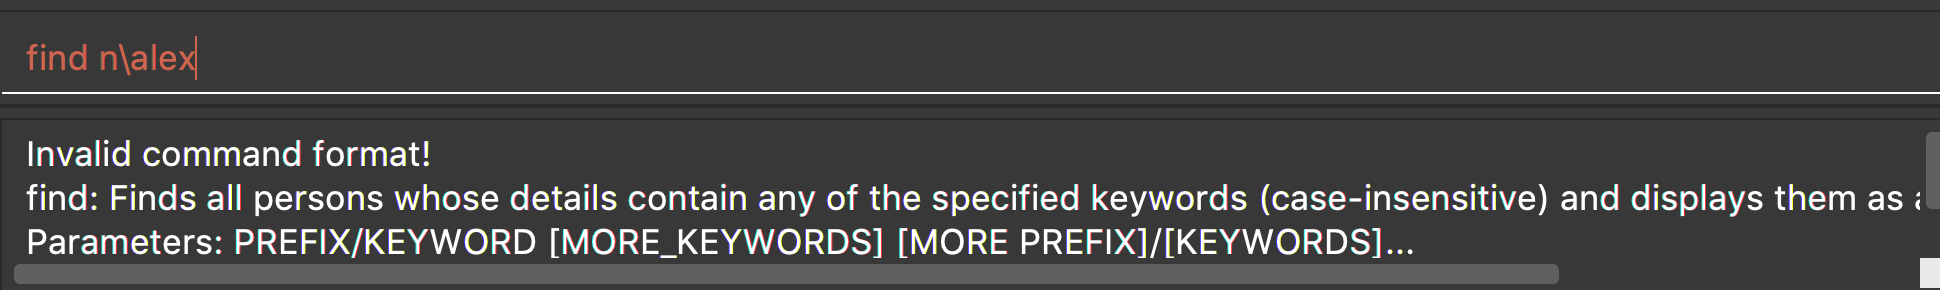 find n\alex
Invalid command format!
find: Finds all persons whose details contain any of the specified keywords (case-insensitive) and displays them as
Parameters: PREFIX/KEYWORD [MORE_KEYWORDS] [MORE PREFIX]/[KEYWORDS]...